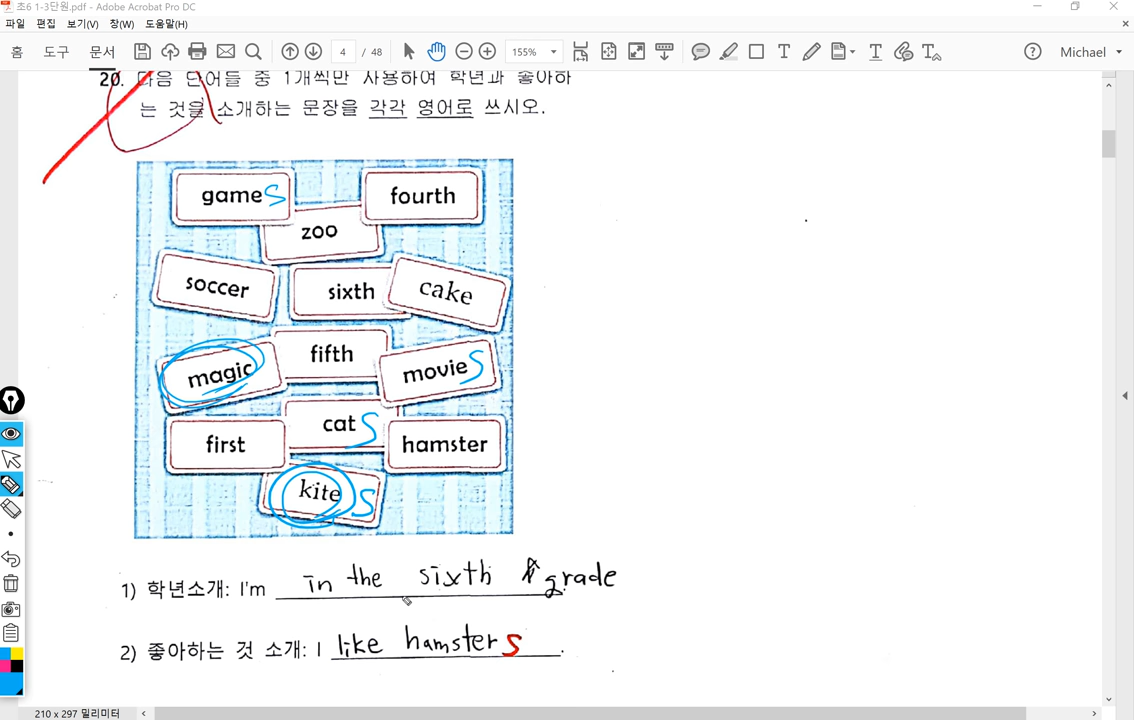 초6 1-3단원.pdf - Adobe Acrobat Pro DC
파일 편집 보기(V) 창(W) 도움말(H)
홈 도구 문서 4 / 48 155% Michael
20. 다음 단어들 중 1개씩만 사용하여 학년과 좋아하
는 것을 소개하는 문장을 각각 영어로 쓰시오.
games fourth
zoo
soccer sixth cake
magic fifth movies
first cats hamster
kites
1) 학년소개: I'm in the sixth grade.
2) 좋아하는 것 소개: I like hamsters.
210 x 297 밀리미터